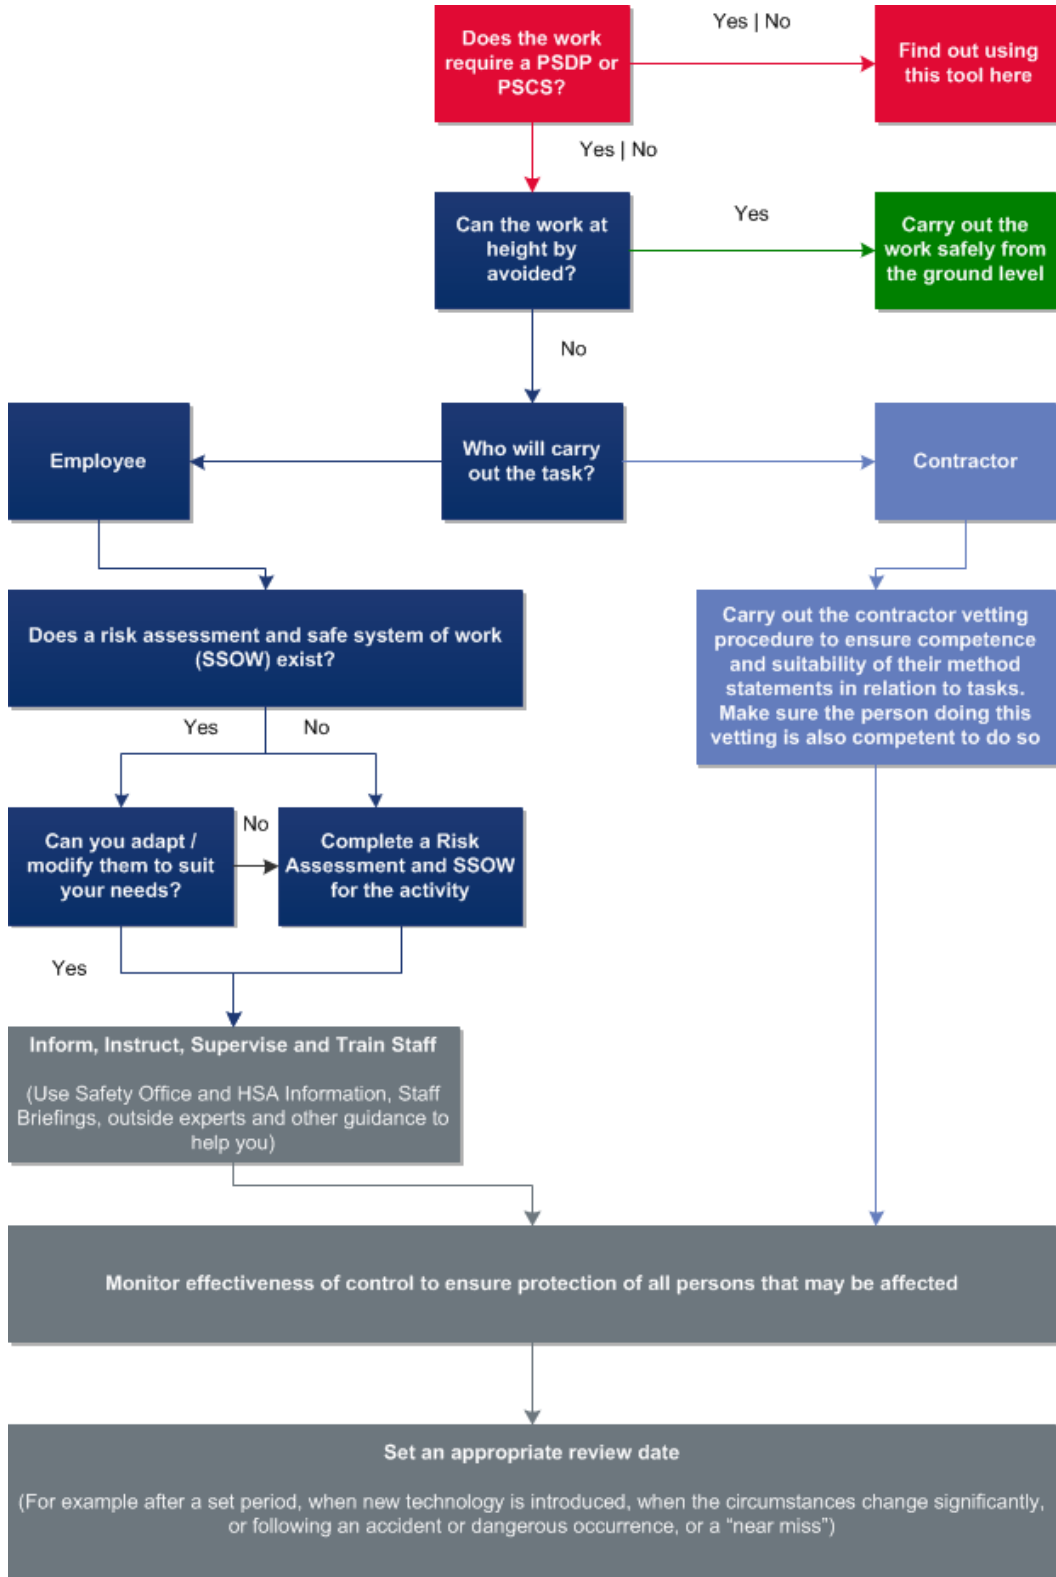 Does the work
require a PSDP or
PSCS?
Yes | No
Find out using
this tool here
Yes | No
Can the work at
height by
avoided?
Yes
Carry out the
work safely from
the ground level
No
Employee
Who will carry
out the task?
Contractor
Does a risk assessment and safe system of work
(SSOW) exist?
Carry out the contractor vetting
procedure to ensure competence
and suitability of their method
statements in relation to tasks.
Make sure the person doing this
vetting is also competent to do so
Yes
No
Can you adapt /
modify them to suit
your needs?
No
Complete a Risk
Assessment and SSOW
for the activity
Yes
Inform, Instruct, Supervise and Train Staff
(Use Safety Office and HSA Information, Staff
Briefings, outside experts and other guidance to
help you)
Monitor effectiveness of control to ensure protection of all persons that may be affected
Set an appropriate review date
(For example after a set period, when new technology is introduced, when the circumstances change significantly,
or following an accident or dangerous occurrence, or a “near miss”)